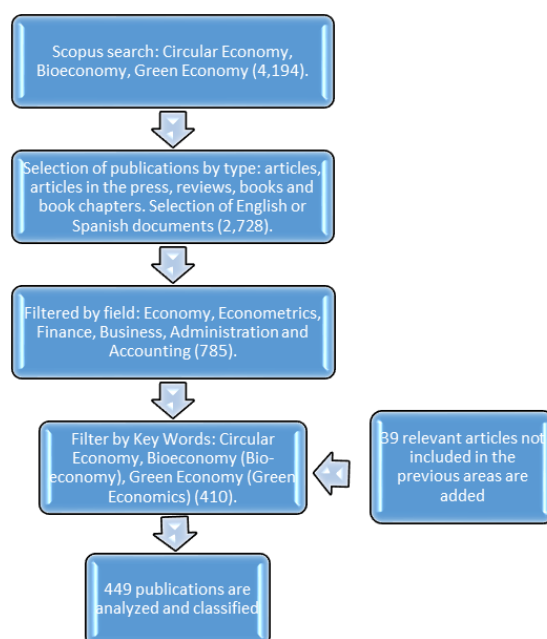 Scopus search: Circular Economy,
Bioeconomy, Green Economy (4,194).
Selection of publications by type: articles,
articles in the press, reviews, books and
book chapters. Selection of English or
Spanish documents (2,728).
Filtered by field: Economy, Econometrics,
Finance, Business, Administration and
Accounting (785).
Filter by Key Words: Circular
Economy, Bioeconomy (Bio-
economy), Green Economy (Green
Economics) (410).
39 relevant articles not
included in the
previous areas are
added
449 publications are
analyzed and classified